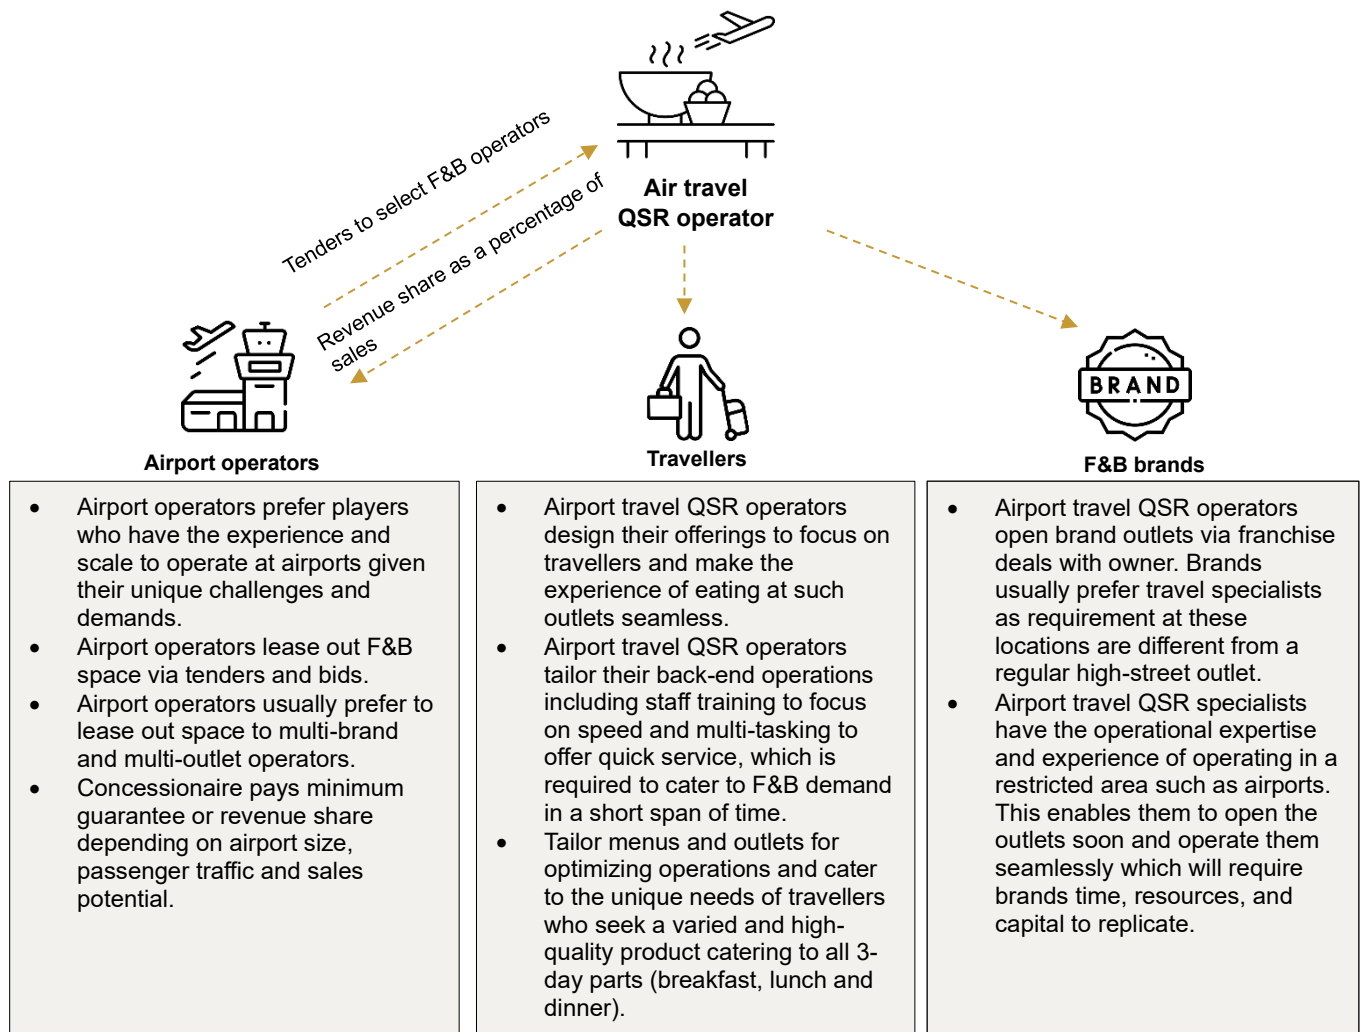 Tenders to select F&B operators
Revenue share as a percentage of
sales
Air travel
QSR operator
Airport operators
BRAND
Travellers
F&B brands
• Airport operators prefer players
who have the experience and
scale to operate at airports given
their unique challenges and
demands.
• Airport operators lease out F&B
space via tenders and bids.
• Airport operators usually prefer to
lease out space to multi-brand
and multi-outlet operators.
• Concessionaire pays minimum
guarantee or revenue share
depending on airport size,
passenger traffic and sales
potential.
• Airport travel QSR operators
design their offerings to focus on
travellers and make the
experience of eating at such
outlets seamless.
• Airport travel QSR operators
tailor their back-end operations
including staff training to focus
on speed and multi-tasking to
offer quick service, which is
required to cater to F&B demand
in a short span of time.
• Tailor menus and outlets for
optimizing operations and cater
to the unique needs of travellers
who seek a varied and high-
quality product catering to all 3-
day parts (breakfast, lunch and
dinner).
• Airport travel QSR operators
open brand outlets via franchise
deals with owner. Brands
usually prefer travel specialists
as requirement at these
locations are different from a
regular high-street outlet.
• Airport travel QSR specialists
have the operational expertise
and experience of operating in a
restricted area such as airports.
This enables them to open the
outlets soon and operate them
seamlessly which will require
brands time, resources, and
capital to replicate.